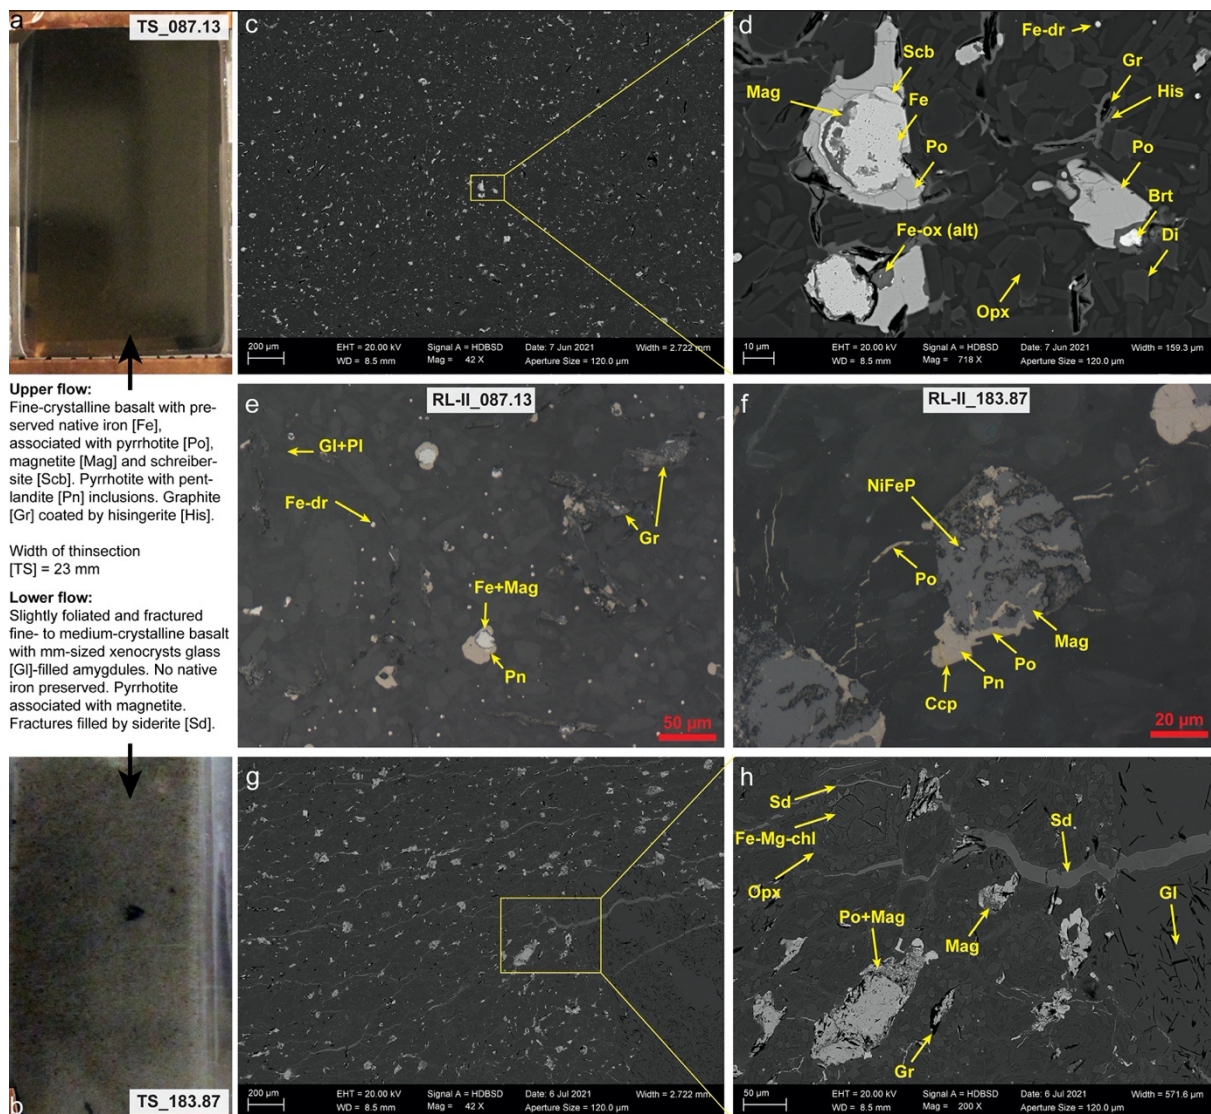 a
TS_087.13
Upper flow:
Fine-crystalline basalt with pre-
served native iron [Fe],
associated with pyrrhotite [Po],
magnetite [Mag] and schreiber-
site [Scb]. Pyrrhotite with pent-
landite [Pn] inclusions. Graphite
[Gr] coated by hisingerite [His].
Width of thinsection
[TS] = 23 mm
Lower flow:
Slightly foliated and fractured
fine- to medium-crystalline basalt
with mm-sized xenocrysts glass
[Gl]-filled amygdules. No native
iron preserved. Pyrrhotite
associated with magnetite.
Fractures filled by siderite [Sd].
b
TS_183.87
c
200 µm
EHT = 20.00 kV
WD = 8.5 mm
Signal A = HDBSD
Mag = 42 X
Date: 7 Jun 2021
Aperture Size = 120.0 µm
Width = 2.722 mm
d
Fe-dr
Scb
Gr
Mag
Fe
His
Po
Po
Brt
Fe-ox (alt)
Di
Opx
10 µm
EHT = 20.00 kV
WD = 8.5 mm
Signal A = HDBSD
Mag = 718 X
Date: 7 Jun 2021
Aperture Size = 120.0 µm
Width = 159.3 µm
e
RL-II_087.13
Gl+Pl
Fe-dr
Gr
Fe+Mag
Pn
50 µm
f
RL-II_183.87
NiFeP
Po
Mag
Po
Pn
Ccp
20 µm
g
200 µm
EHT = 20.00 kV
WD = 8.5 mm
Signal A = HDBSD
Mag = 42 X
Date: 6 Jul 2021
Aperture Size = 120.0 µm
Width = 2.722 mm
h
Sd
Fe-Mg-chl
Sd
Opx
Gl
Po+Mag
Mag
Gr
50 µm
EHT = 20.00 kV
WD = 8.5 mm
Signal A = HDBSD
Mag = 200 X
Date: 6 Jul 2021
Aperture Size = 120.0 µm
Width = 571.6 µm